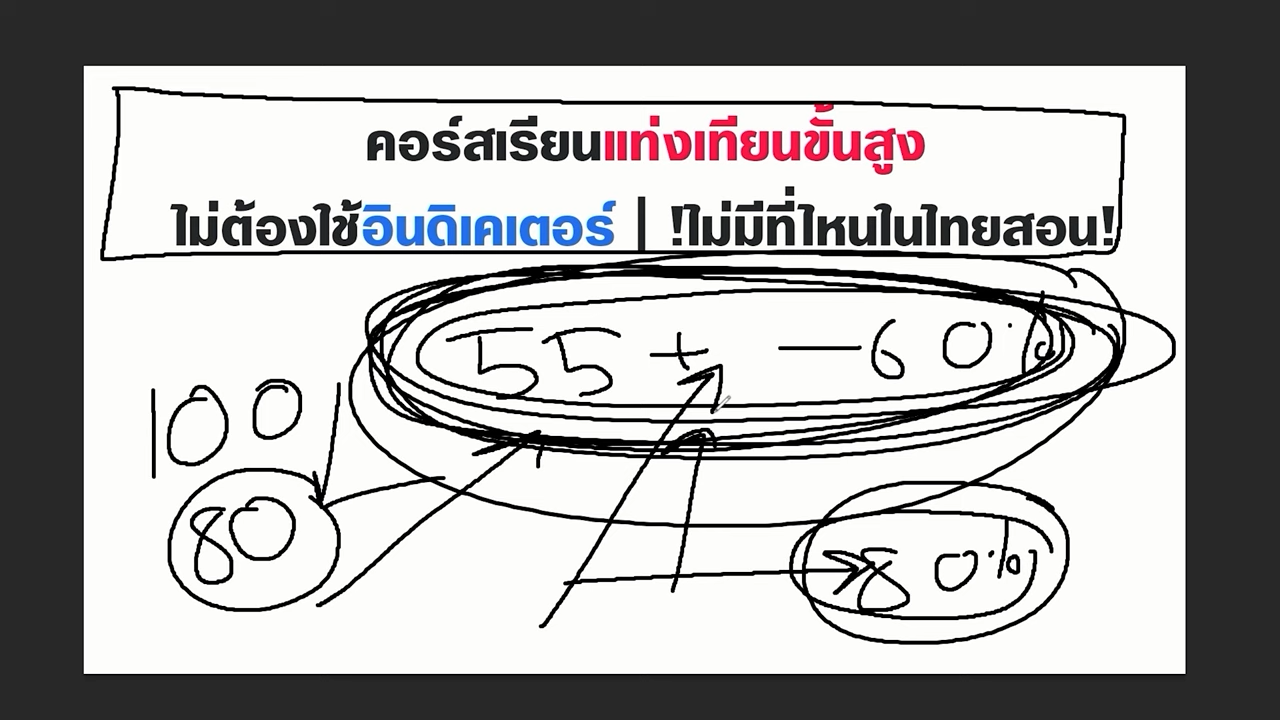 คอร์สเรียนแท่งเทียนขั้นสูง
ไม่ต้องใช้อินดิเคเตอร์ | !ไม่มีที่ไหนในไทยสอน!
55 + — 60%
100
80
80%